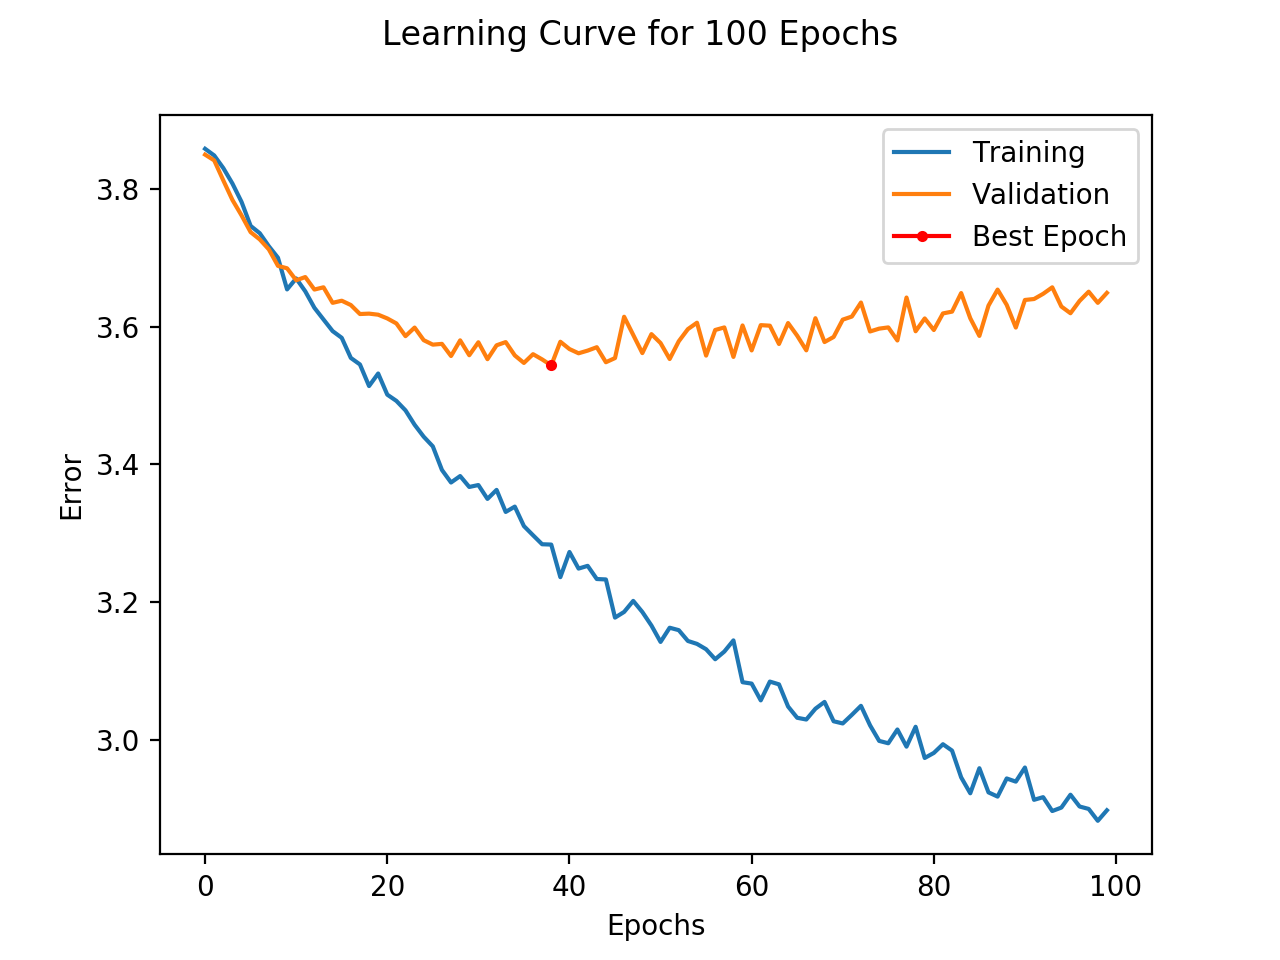 Learning Curve for 100 Epochs
Training
Validation
Best Epoch
3.8
3.6
3.4
3.2
3.0
Error
0 20 40 60 80 100
Epochs